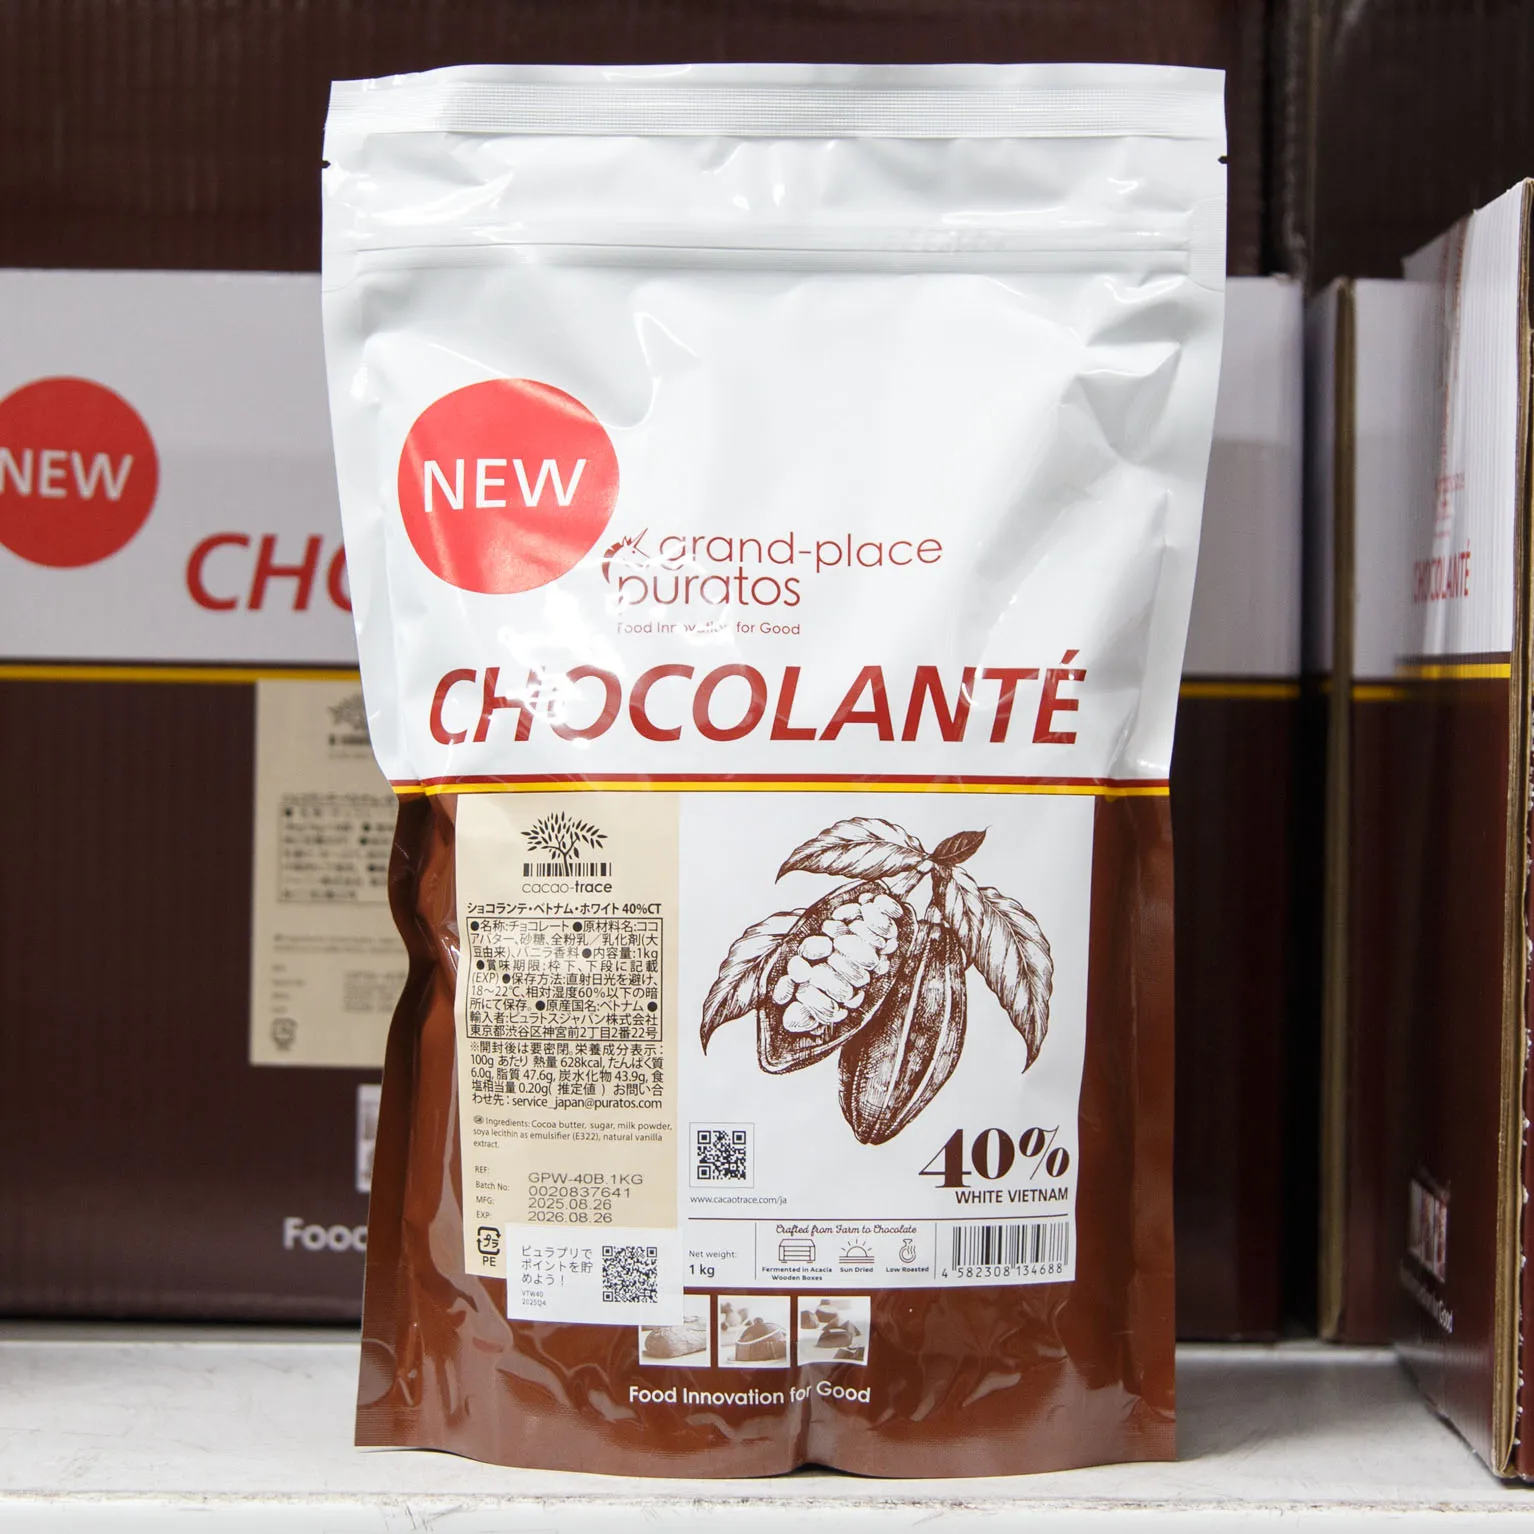 NEW
grand-place
puratos
Food Innovation for Good
CHOCOLANTÉ
cacao-trace
ショコランテ・ベトナム・ホワイト 40%CT
●名称:チョコレート ●原材料名:ココ
アバター、砂糖、全粉乳／乳化剤(大
豆由来)、バニラ香料 ●内容量:1kg
●賞味期限:枠下、下段に記載
(EXP) ●保存方法:直射日光を避け、
18～22℃、相対湿度60%以下の暗
所にて保存。●原産国名:ベトナム ●
輸入者:ピュラトスジャパン株式会社
東京都渋谷区神宮前2丁目2番22号
※開封後は要密閉。栄養成分表示:
100g あたり 熱量 628kcal, たんぱく質
6.0g, 脂質 47.6g, 炭水化物 43.9g, 食
塩相当量 0.20g( 推定値 ) お問い合
わせ先 : service_japan@puratos.com
Ingredients: Cocoa butter, sugar, milk powder,
soya lecithin as emulsifier (E322), natural vanilla
extract.
REF: GPW-40B.1KG
Batch No: 0020837641
MFG: 2025.08.26
EXP: 2026.08.26
プラ
PE
ピュラプリで
ポイントを貯
めよう！
VTW40
2025Q4
www.cacaotrace.com/ja
40%
WHITE VIETNAM
Net weight:
1 kg
Crafted from Farm to Chocolate
Fermented in Acacia
Wooden Boxes
Sun Dried
Low Roasted
4 582308 134688
Food Innovation for Good
NEW
CHO
Food
CHOCOLANTÉ
Good